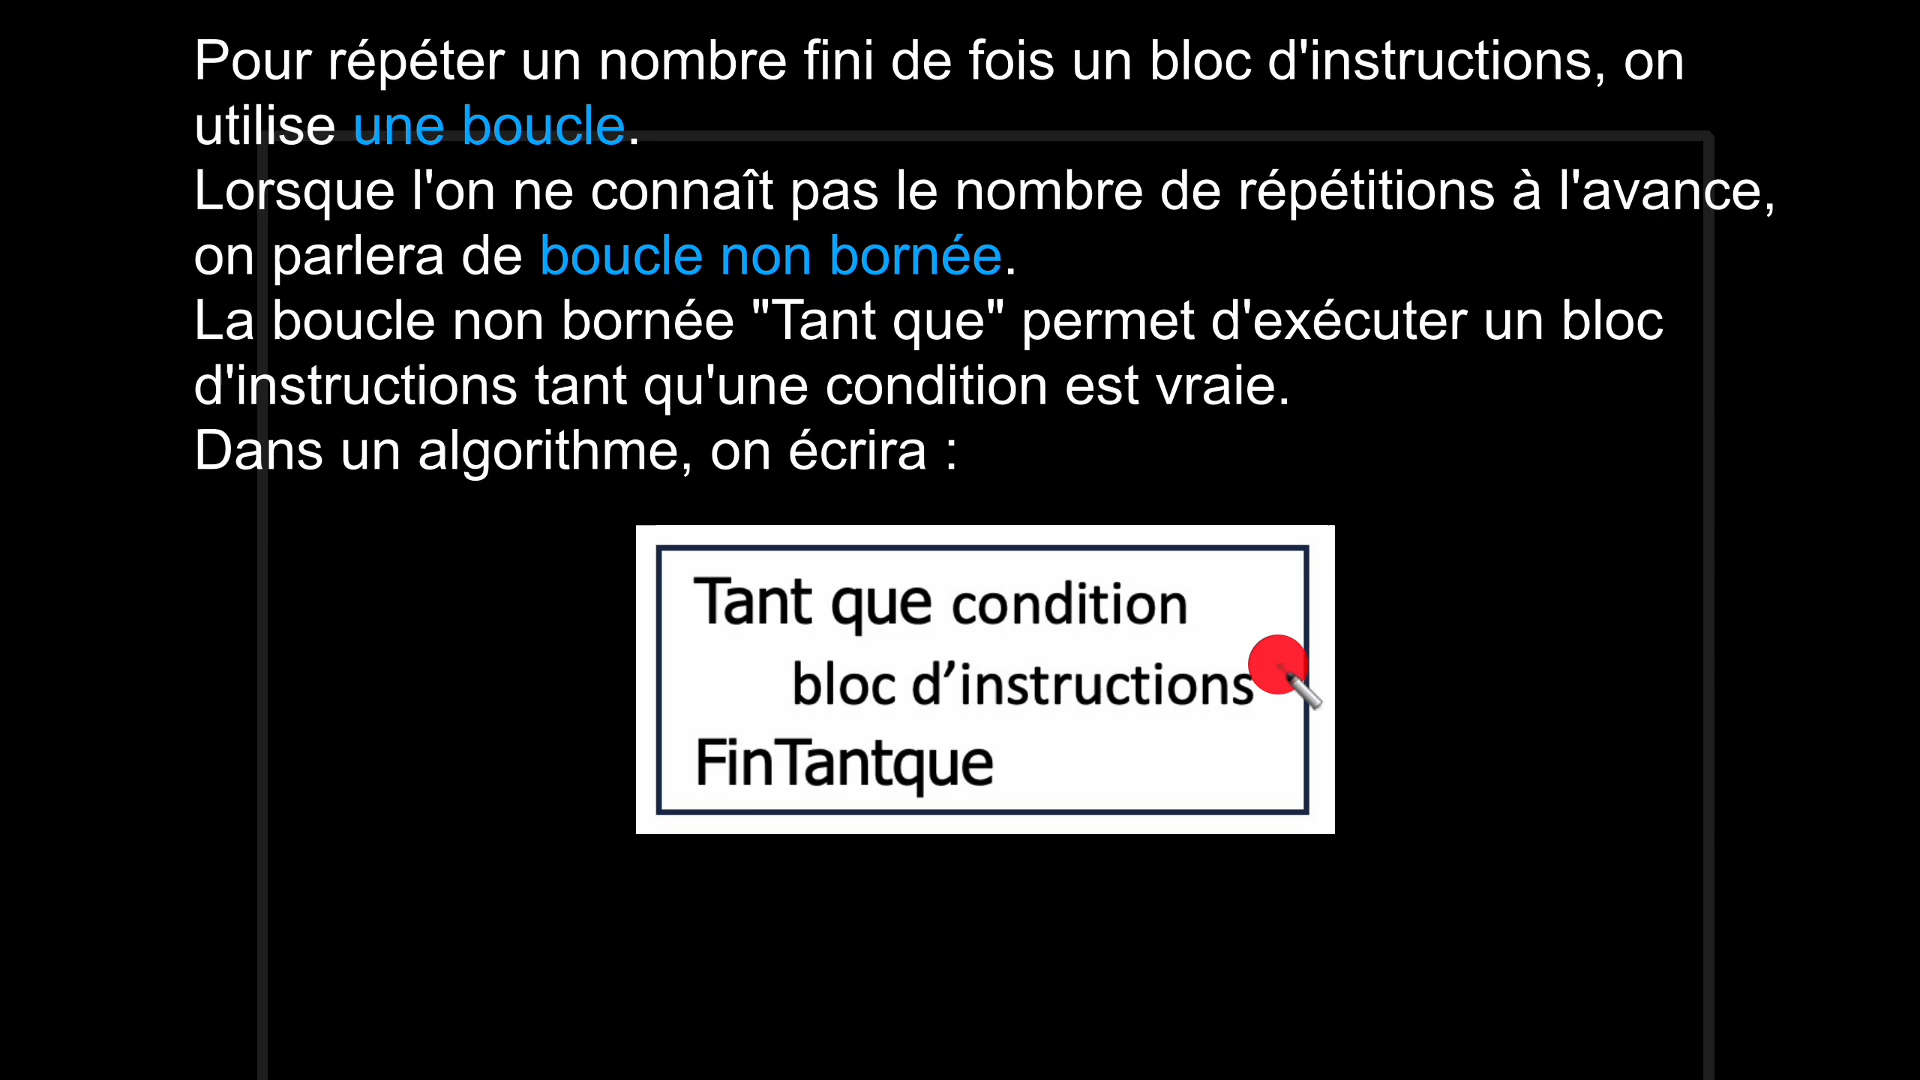 Pour répéter un nombre fini de fois un bloc d'instructions, on
utilise une boucle.
Lorsque l'on ne connaît pas le nombre de répétitions à l'avance,
on parlera de boucle non bornée.
La boucle non bornée "Tant que" permet d'exécuter un bloc
d'instructions tant qu'une condition est vraie.
Dans un algorithme, on écrira :
Tant que condition
bloc d’instructions
FinTantque